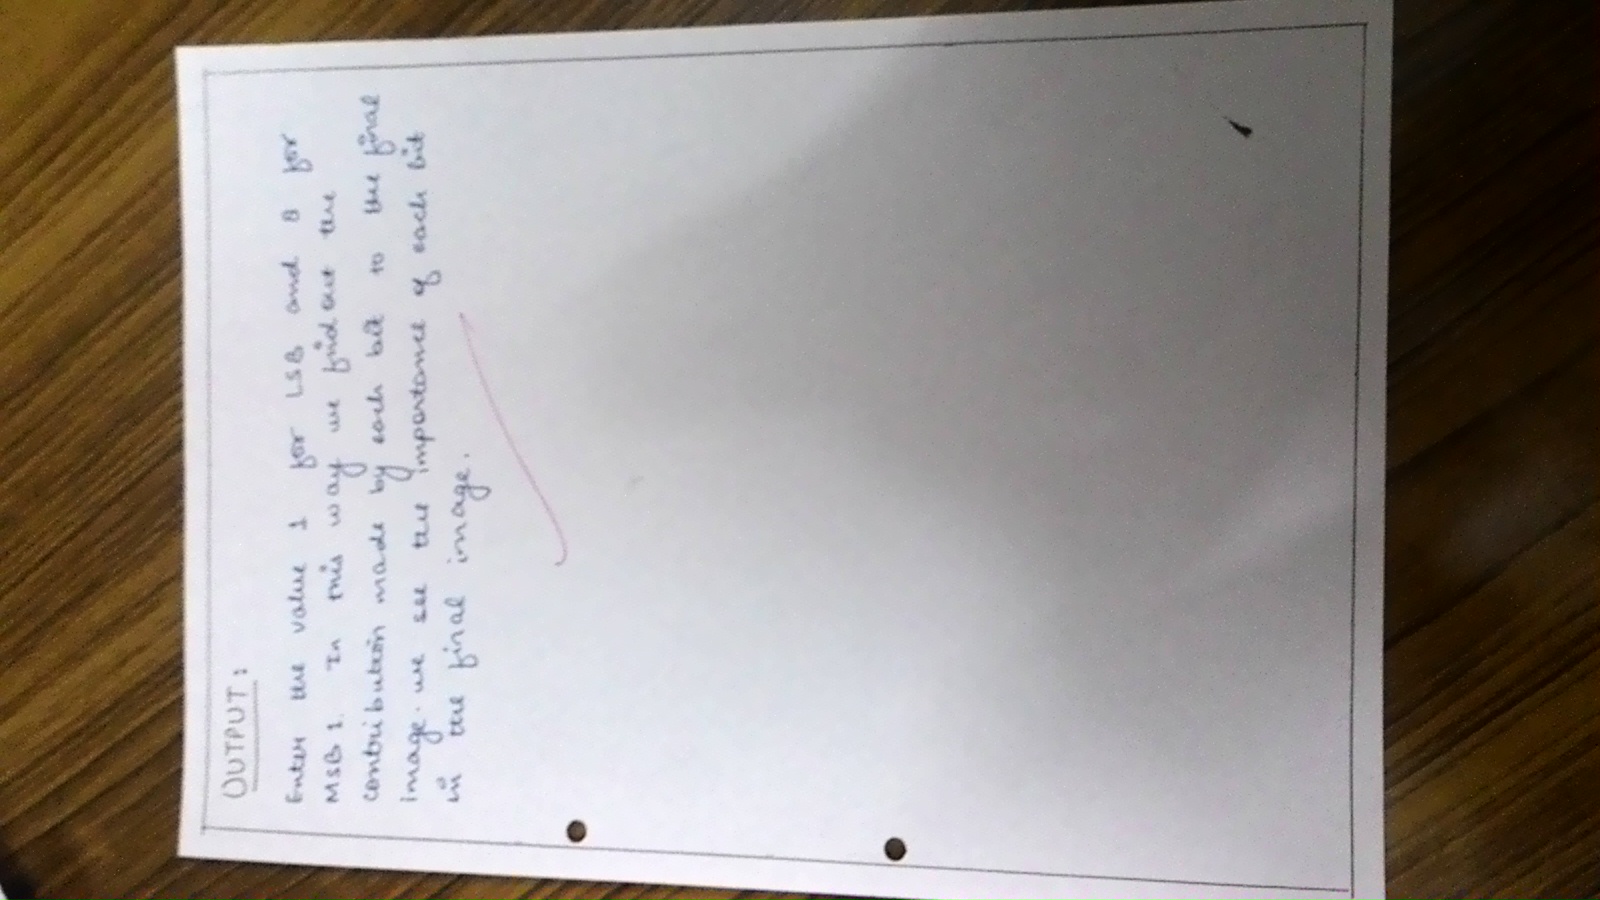 OUTPUT:
Enter the value 1 for LSB and 8 for
MSB 1. In this way we find out the
contribution made by each bit to the final
image. we see the importance of each bit
in the final image.